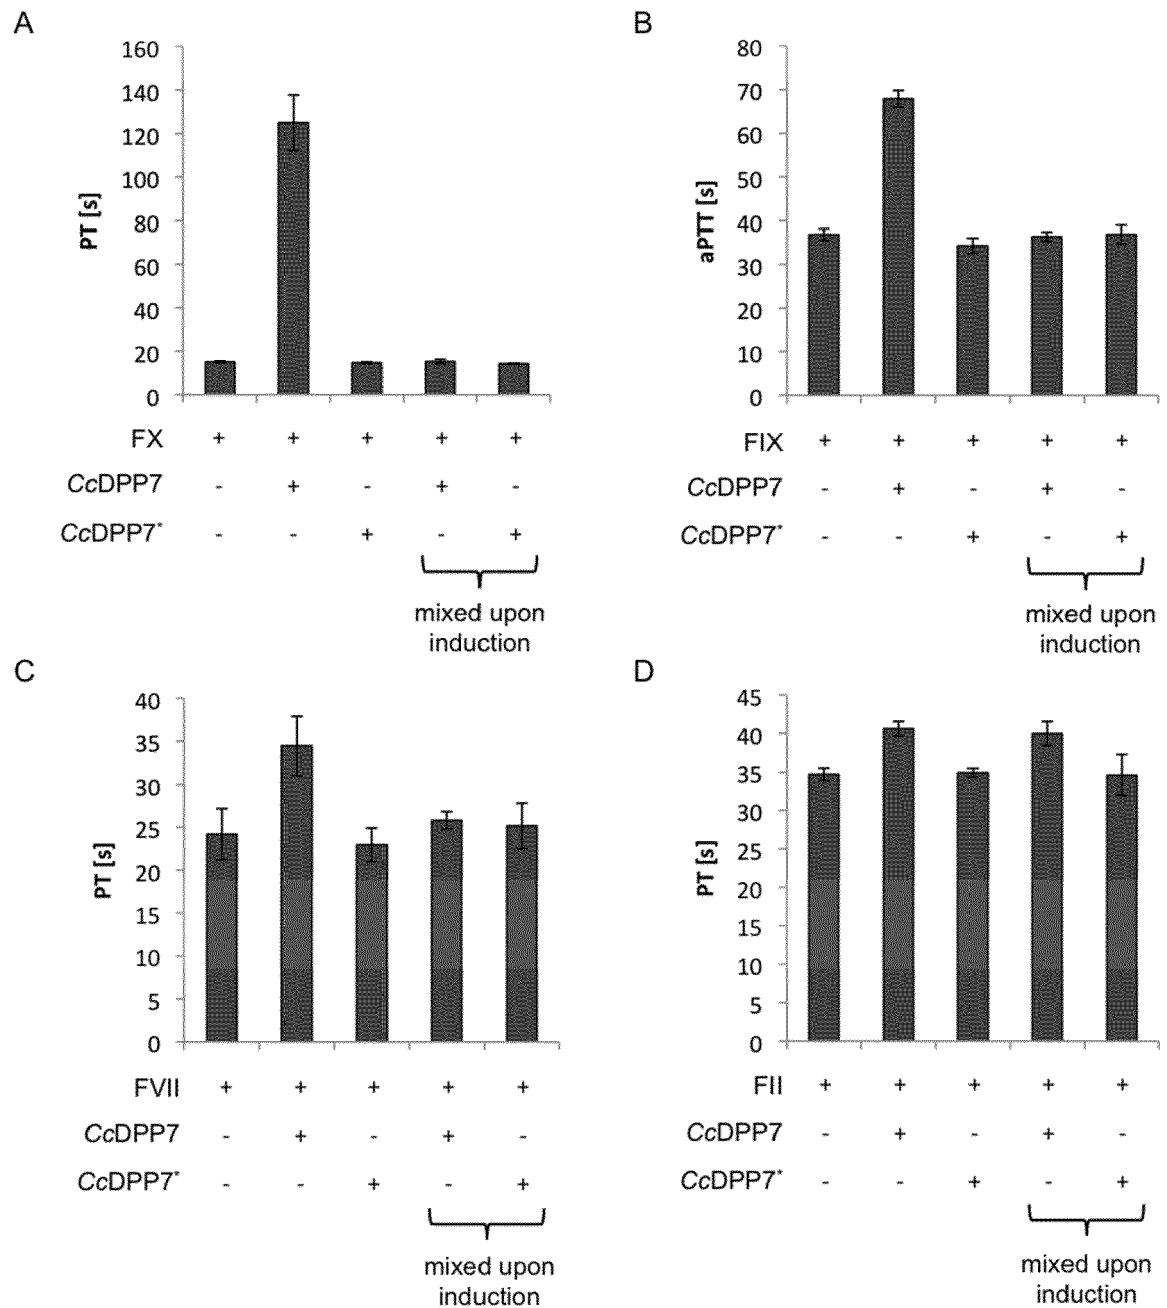 A
PT [s]
160
140
120
100
80
60
40
20
0
FX + + + + +
CcDPP7 - + - + -
CcDPP7* - - + - +
mixed upon
induction
B
aPTT [s]
80
70
60
50
40
30
20
10
0
FIX + + + + +
CcDPP7 - + - + -
CcDPP7* - - + - +
mixed upon
induction
C
PT [s]
40
35
30
25
20
15
10
5
0
FVII + + + + +
CcDPP7 - + - + -
CcDPP7* - - + - +
mixed upon
induction
D
PT [s]
45
40
35
30
25
20
15
10
5
0
FII + + + + +
CcDPP7 - + - + -
CcDPP7* - - + - +
mixed upon
induction